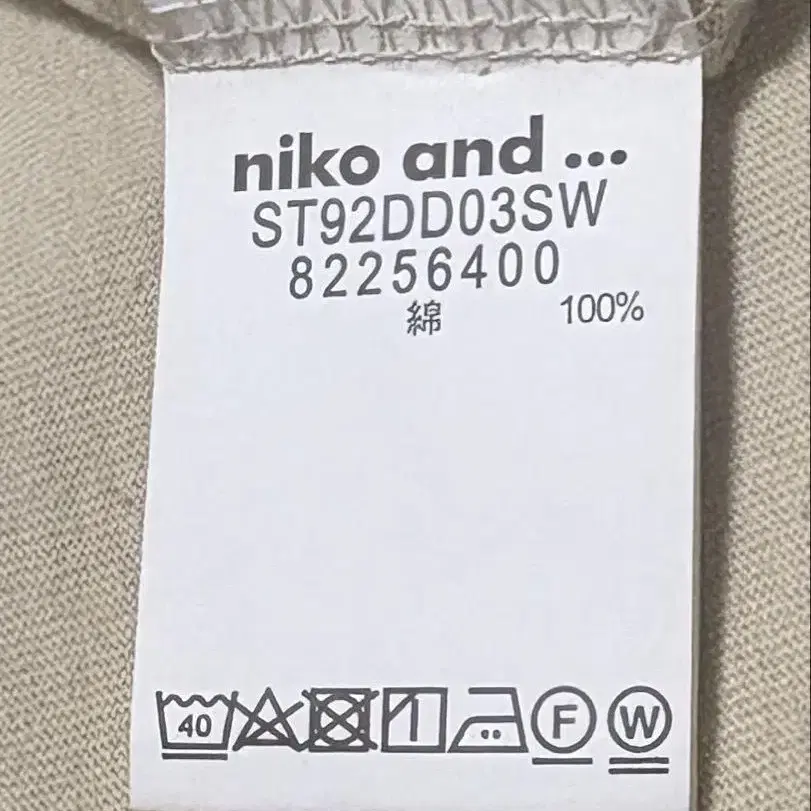 niko and ...
ST92DD03SW
82256400
綿 100%
40 F W